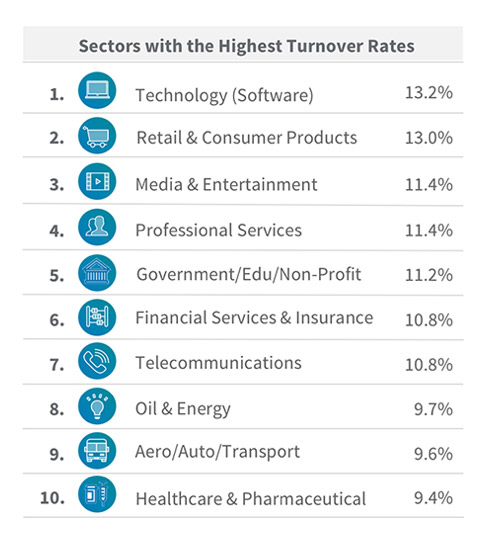 Sectors with the Highest Turnover Rates
1. Technology (Software) 13.2%
2. Retail & Consumer Products 13.0%
3. Media & Entertainment 11.4%
4. Professional Services 11.4%
5. Government/Edu/Non-Profit 11.2%
6. Financial Services & Insurance 10.8%
7. Telecommunications 10.8%
8. Oil & Energy 9.7%
9. Aero/Auto/Transport 9.6%
10. Healthcare & Pharmaceutical 9.4%